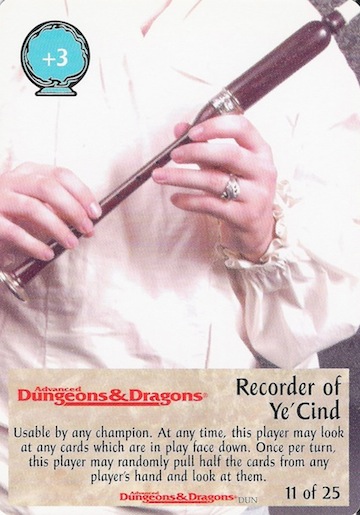 +3
Advanced
Dungeons & Dragons®
Recorder of
Ye´Cind
Usable by any champion. At any time, this player may look
at any cards which are in play face down. Once per turn,
this player may randomly pull half the cards from any
player's hand and look at them.
Advanced
Dungeons & Dragons® DUN
11 of 25